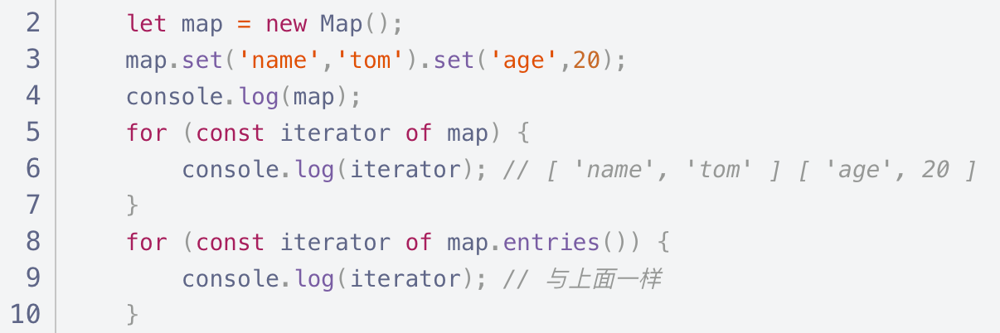 2    let map = new Map();
3    map.set('name','tom').set('age',20);
4    console.log(map);
5    for (const iterator of map) {
6        console.log(iterator); // [ 'name', 'tom' ] [ 'age', 20 ]
7    }
8    for (const iterator of map.entries()) {
9        console.log(iterator); // 与上面一样
10    }